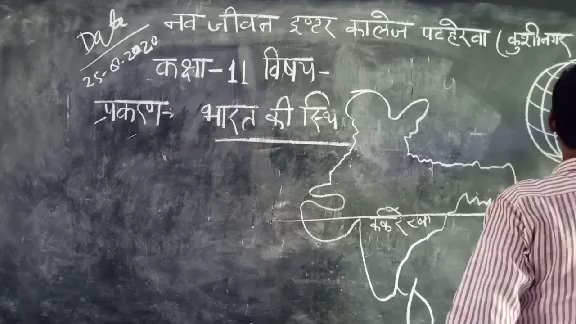 Date
25-8-2020
नव जीवन इण्टर कालेज पटहेरवा (कुशीनगर
कक्षा-11 विषय-
प्रकरण- भारत की स्थि
कर्क रेखा